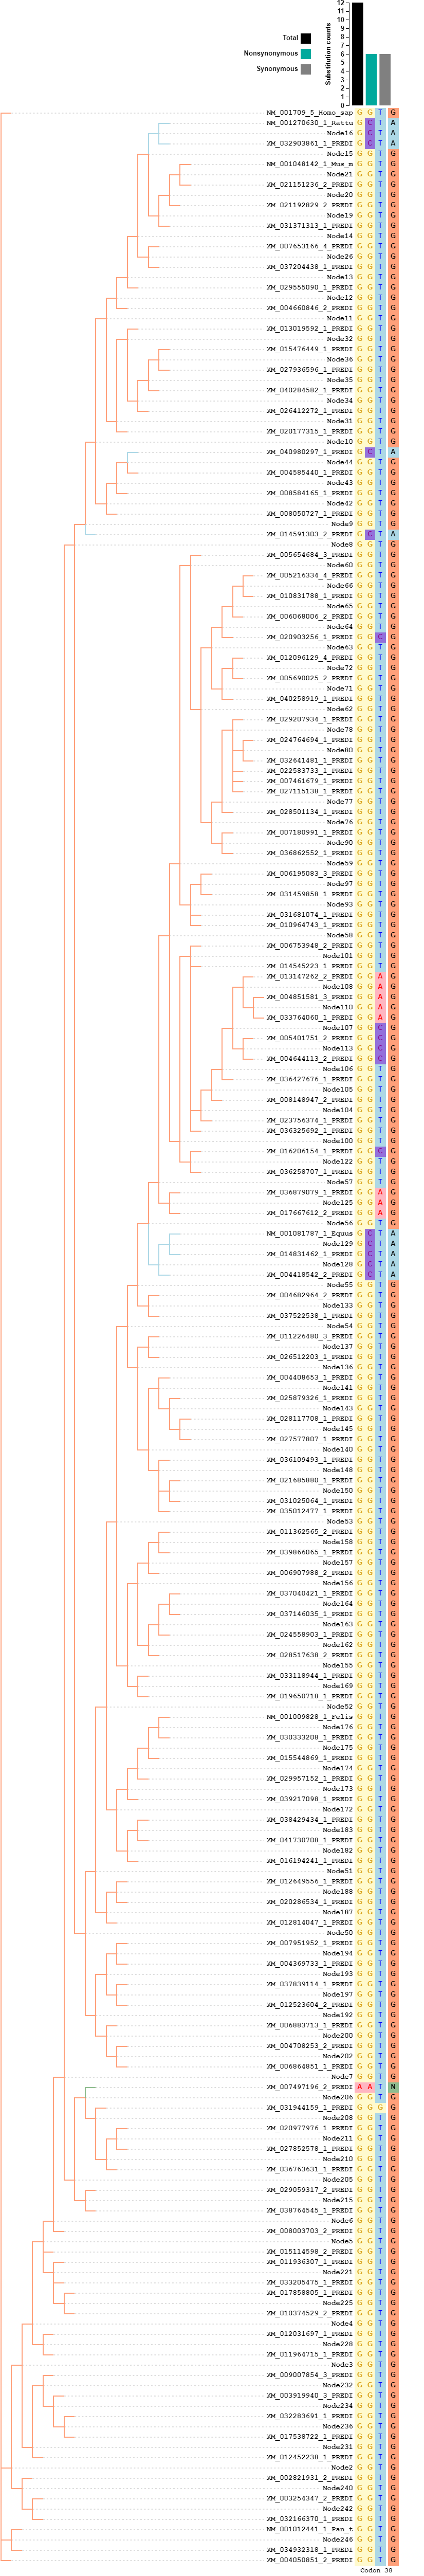 Substitution counts
12
11
10
9
8
7
6
5
4
3
2
1
0
Total
Nonsynonymous
Synonymous
NM_001709_5_Homo_sap G G T G
NM_001270630_1_Rattu G C T A
Node16 G C T A
XM_032903861_1_PREDI G C T A
Node15 G G T G
NM_001048142_1_Mus_m G G T G
Node21 G G T G
XM_021151236_2_PREDI G G T G
Node20 G G T G
XM_021192829_2_PREDI G G T G
Node19 G G T G
XM_031371313_1_PREDI G G T G
Node14 G G T G
XM_007653166_4_PREDI G G T G
Node26 G G T G
XM_037204438_1_PREDI G G T G
Node13 G G T G
XM_029555090_1_PREDI G G T G
Node12 G G T G
XM_004660846_2_PREDI G G T G
Node11 G G T G
XM_013019592_1_PREDI G G T G
Node32 G G T G
XM_015476449_1_PREDI G G T G
Node36 G G T G
XM_027936596_1_PREDI G G T G
Node35 G G T G
XM_040284582_1_PREDI G G T G
Node34 G G T G
XM_026412272_1_PREDI G G T G
Node31 G G T G
XM_020177315_1_PREDI G G T G
Node10 G G T G
XM_040980297_1_PREDI G C T A
Node44 G G T G
XM_004585440_1_PREDI G G T G
Node43 G G T G
XM_008584165_1_PREDI G G T G
Node42 G G T G
XM_008050727_1_PREDI G G T G
Node9 G G T G
XM_014591303_2_PREDI G C T A
Node8 G G T G
XM_005654684_3_PREDI G G T G
Node60 G G T G
XM_005216334_4_PREDI G G T G
Node66 G G T G
XM_010831788_1_PREDI G G T G
Node65 G G T G
XM_006068006_2_PREDI G G T G
Node64 G G T G
XM_020903256_1_PREDI G G C G
Node63 G G T G
XM_012096129_4_PREDI G G T G
Node72 G G T G
XM_005690025_2_PREDI G G T G
Node71 G G T G
XM_040258919_1_PREDI G G T G
Node62 G G T G
XM_029207934_1_PREDI G G T G
Node78 G G T G
XM_024764694_1_PREDI G G T G
Node80 G G T G
XM_032641481_1_PREDI G G T G
XM_022583733_1_PREDI G G T G
XM_007461679_1_PREDI G G T G
XM_027115138_1_PREDI G G T G
Node77 G G T G
XM_028501134_1_PREDI G G T G
Node76 G G T G
XM_007180991_1_PREDI G G T G
Node90 G G T G
XM_036862552_1_PREDI G G T G
Node59 G G T G
XM_006195083_3_PREDI G G T G
Node97 G G T G
XM_031459858_1_PREDI G G T G
Node93 G G T G
XM_031681074_1_PREDI G G T G
XM_010964743_1_PREDI G G T G
Node58 G G T G
XM_006753948_2_PREDI G G T G
Node101 G G T G
XM_014545223_1_PREDI G G T G
XM_013147262_2_PREDI G G A G
Node108 G G A G
XM_004851581_3_PREDI G G A G
Node110 G G A G
XM_033764060_1_PREDI G G A G
Node107 G G C G
XM_005401751_2_PREDI G G C G
Node113 G G C G
XM_004644113_2_PREDI G G C G
Node106 G G T G
XM_036427676_1_PREDI G G T G
Node105 G G T G
XM_008148947_2_PREDI G G T G
Node104 G G T G
XM_023756374_1_PREDI G G T G
XM_036325692_1_PREDI G G T G
Node100 G G T G
XM_016206154_1_PREDI G G C G
Node122 G G T G
XM_036258707_1_PREDI G G T G
Node57 G G T G
XM_036879079_1_PREDI G G A G
Node125 G G A G
XM_017667612_2_PREDI G G A G
Node56 G G T G
NM_001081787_1_Equus G C T A
Node129 G C T A
XM_014831462_1_PREDI G C T A
Node128 G C T A
XM_004418542_2_PREDI G C T A
Node55 G G T G
XM_004682964_2_PREDI G G T G
Node133 G G T G
XM_037522538_1_PREDI G G T G
Node54 G G T G
XM_011226480_3_PREDI G G T G
Node137 G G T G
XM_026512203_1_PREDI G G T G
Node136 G G T G
XM_004408653_1_PREDI G G T G
Node141 G G T G
XM_025879326_1_PREDI G G T G
Node143 G G T G
XM_028117708_1_PREDI G G T G
Node145 G G T G
XM_027577807_1_PREDI G G T G
Node140 G G T G
XM_036109493_1_PREDI G G T G
Node148 G G T G
XM_021685880_1_PREDI G G T G
Node150 G G T G
XM_031025064_1_PREDI G G T G
XM_035012477_1_PREDI G G T G
Node53 G G T G
XM_011362565_2_PREDI G G T G
Node158 G G T G
XM_039866065_1_PREDI G G T G
Node157 G G T G
XM_006907988_2_PREDI G G T G
Node156 G G T G
XM_037040421_1_PREDI G G T G
Node164 G G T G
XM_037146035_1_PREDI G G T G
Node163 G G T G
XM_024558903_1_PREDI G G T G
Node162 G G T G
XM_028517638_2_PREDI G G T G
Node155 G G T G
XM_033118944_1_PREDI G G T G
Node169 G G T G
XM_019650718_1_PREDI G G T G
Node52 G G T G
NM_001009828_1_Felis G G T G
Node176 G G T G
XM_030333208_1_PREDI G G T G
Node175 G G T G
XM_015544869_1_PREDI G G T G
Node174 G G T G
XM_029957152_1_PREDI G G T G
Node173 G G T G
XM_039217098_1_PREDI G G T G
Node172 G G T G
XM_038429434_1_PREDI G G T G
Node183 G G T G
XM_041730708_1_PREDI G G T G
Node182 G G T G
XM_016194241_1_PREDI G G T G
Node51 G G T G
XM_012649556_1_PREDI G G T G
Node188 G G T G
XM_020286534_1_PREDI G G T G
Node187 G G T G
XM_012814047_1_PREDI G G T G
Node50 G G T G
XM_007951952_1_PREDI G G T G
Node194 G G T G
XM_004369733_1_PREDI G G T G
Node193 G G T G
XM_037839114_1_PREDI G G T G
Node197 G G T G
XM_012523604_2_PREDI G G T G
Node192 G G T G
XM_006883713_1_PREDI G G T G
Node200 G G T G
XM_004708253_2_PREDI G G T G
Node202 G G T G
XM_006864851_1_PREDI G G T G
Node7 G G T G
XM_007497196_2_PREDI A A T N
Node206 G G T G
XM_031944159_1_PREDI G G G G
Node208 G G T G
XM_020977976_1_PREDI G G T G
Node211 G G T G
XM_027852578_1_PREDI G G T G
Node210 G G T G
XM_036763631_1_PREDI G G T G
Node205 G G T G
XM_029059317_2_PREDI G G T G
Node215 G G T G
XM_038764545_1_PREDI G G T G
Node6 G G T G
XM_008003703_2_PREDI G G T G
Node5 G G T G
XM_015114598_2_PREDI G G T G
XM_011936307_1_PREDI G G T G
Node221 G G T G
XM_033205475_1_PREDI G G T G
XM_017858805_1_PREDI G G T G
Node225 G G T G
XM_010374529_2_PREDI G G T G
Node4 G G T G
XM_012031697_1_PREDI G G T G
Node228 G G T G
XM_011964715_1_PREDI G G T G
Node3 G G T G
XM_009007854_3_PREDI G G T G
Node232 G G T G
XM_003919940_3_PREDI G G T G
Node234 G G T G
XM_032283691_1_PREDI G G T G
Node236 G G T G
XM_017538722_1_PREDI G G T G
Node231 G G T G
XM_012452238_1_PREDI G G T G
Node2 G G T G
XM_002821931_2_PREDI G G T G
Node240 G G T G
XM_003254347_2_PREDI G G T G
Node242 G G T G
XM_032166370_1_PREDI G G T G
NM_001012441_1_Pan_t G G T G
Node246 G G T G
XM_034932318_1_PREDI G G T G
XM_004050851_2_PREDI G G T G
Codon 38